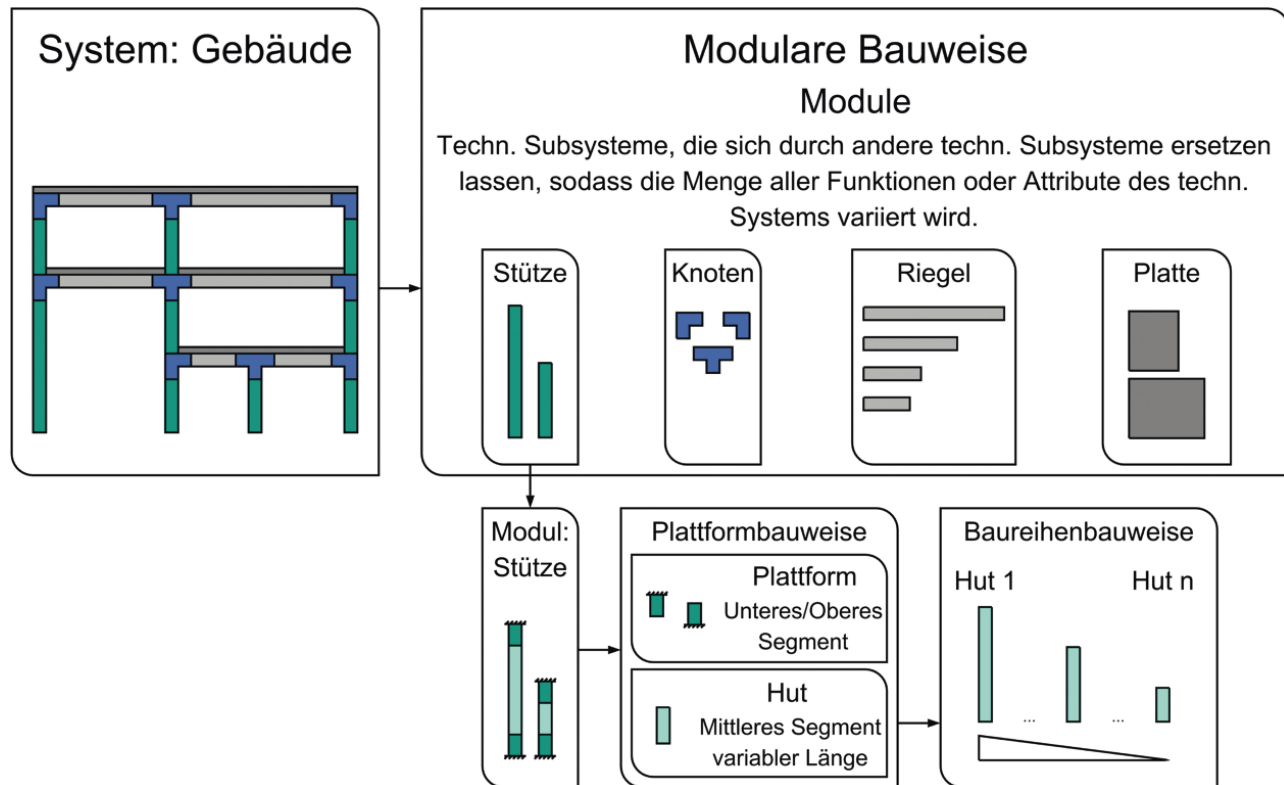 System: Gebäude
Modulare Bauweise
Module
Techn. Subsysteme, die sich durch andere techn. Subsysteme ersetzen
lassen, sodass die Menge aller Funktionen oder Attribute des techn.
Systems variiert wird.
Stütze
Knoten
Riegel
Platte
Modul:
Stütze
Plattformbauweise
Plattform
Unteres/Oberes
Segment
Hut
Mittleres Segment
variabler Länge
Baureihenbauweise
Hut 1
Hut n
...
...